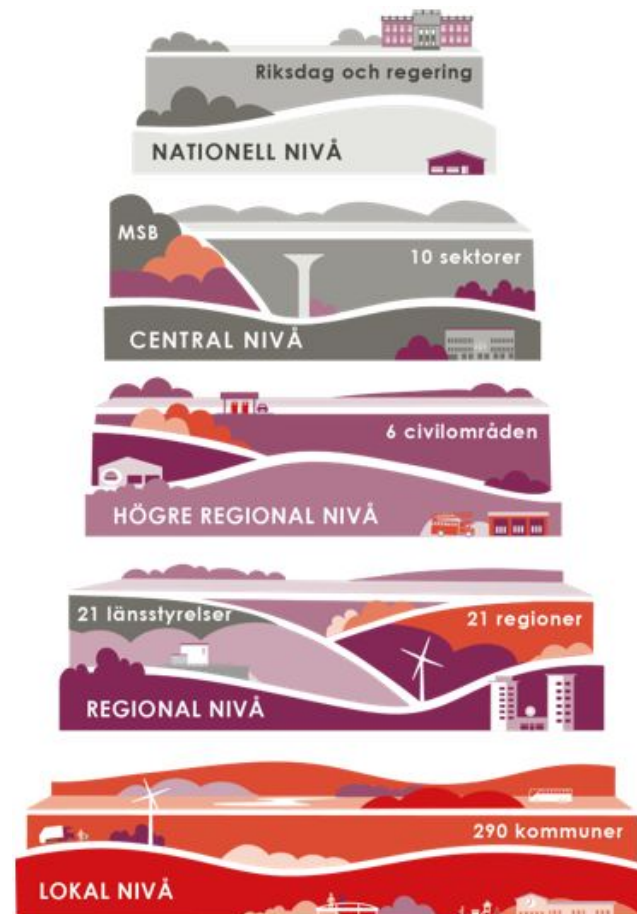 Riksdag och regering
NATIONELL NIVÅ
MSB
10 sektorer
CENTRAL NIVÅ
6 civilområden
HÖGRE REGIONAL NIVÅ
21 länsstyrelser
21 regioner
REGIONAL NIVÅ
290 kommuner
LOKAL NIVÅ